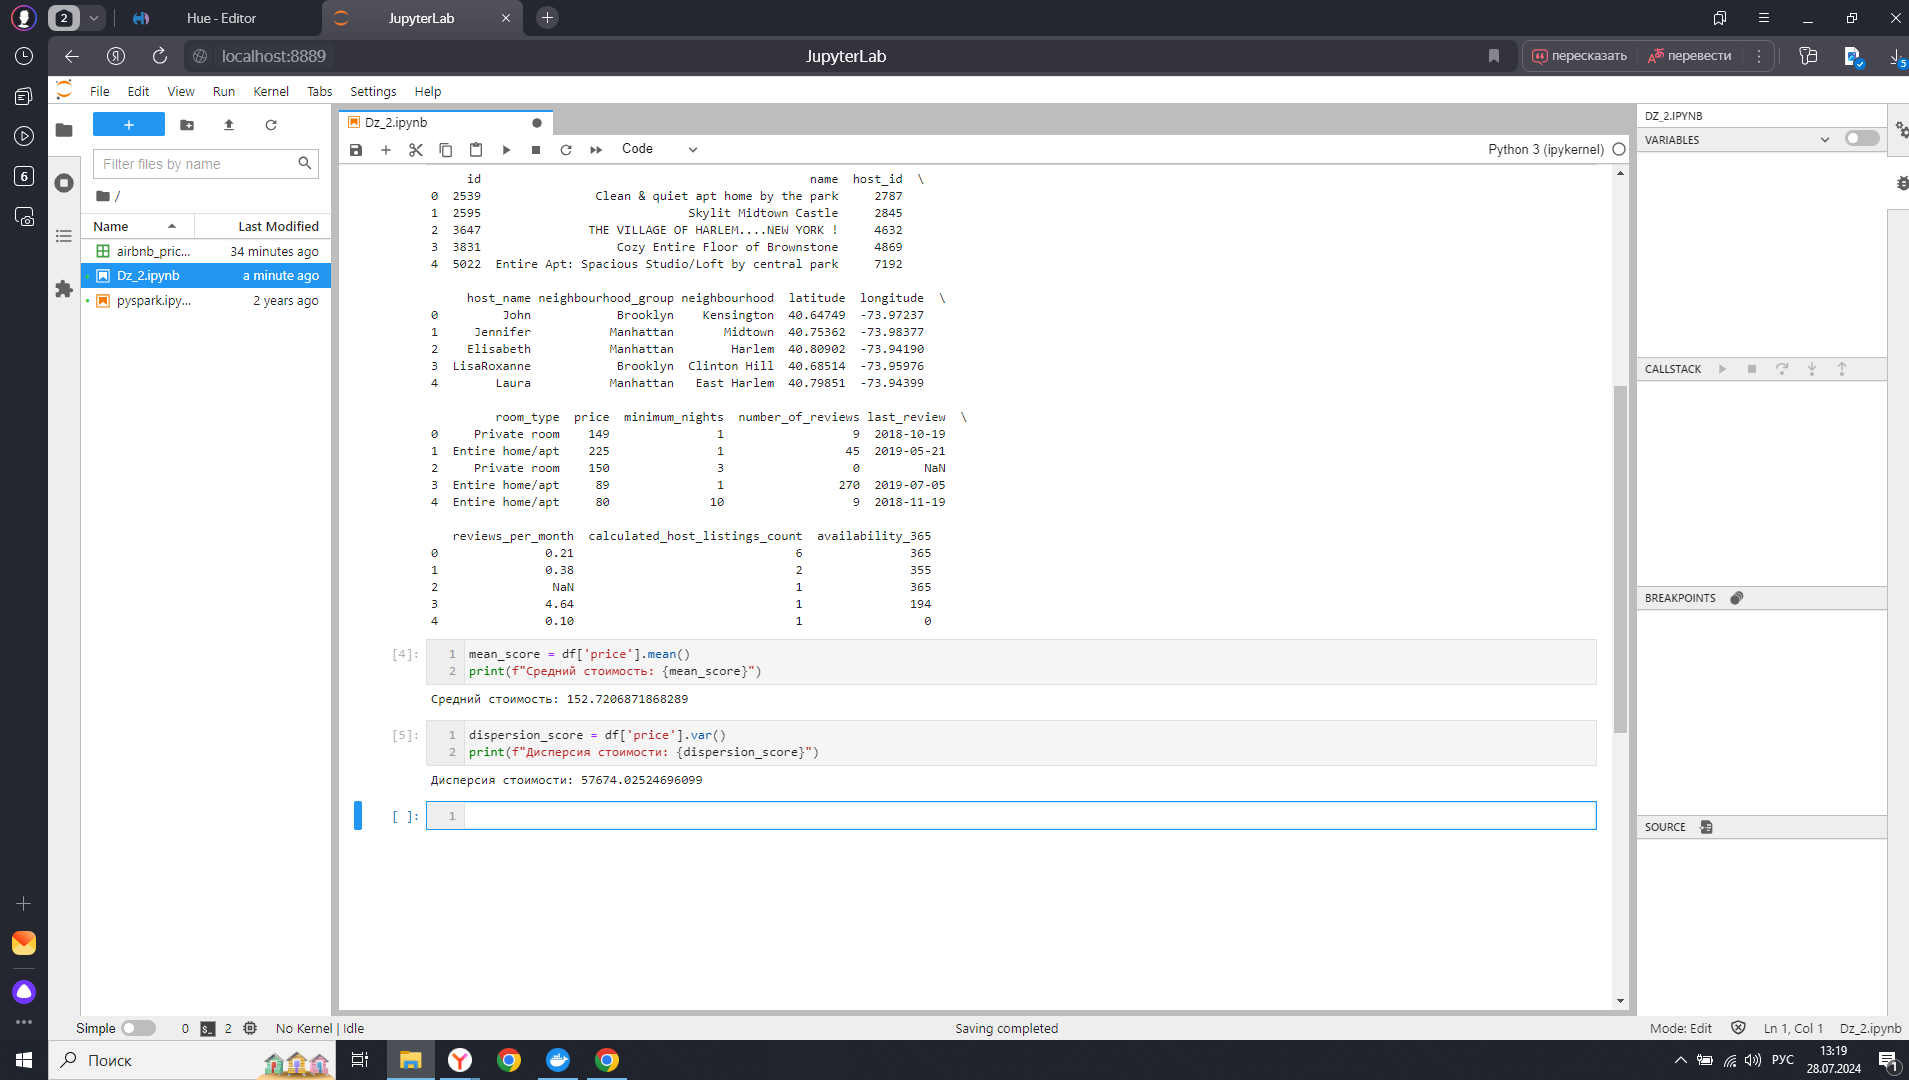 2 Hue - Editor JupyterLab
localhost:8889 JupyterLab пересказать перевести 5
File Edit View Run Kernel Tabs Settings Help
Dz_2.ipynb
Filter files by name
Code Python 3 (ipykernel)
/
Name Last Modified
airbnb_pric... 34 minutes ago
Dz_2.ipynb a minute ago
pyspark.ipy... 2 years ago
6
id name host_id \
0 2539 Clean & quiet apt home by the park 2787
1 2595 Skylit Midtown Castle 2845
2 3647 THE VILLAGE OF HARLEM....NEW YORK ! 4632
3 3831 Cozy Entire Floor of Brownstone 4869
4 5022 Entire Apt: Spacious Studio/Loft by central park 7192
host_name neighbourhood_group neighbourhood latitude longitude \
0 John Brooklyn Kensington 40.64749 -73.97237
1 Jennifer Manhattan Midtown 40.75362 -73.98377
2 Elisabeth Manhattan Harlem 40.80902 -73.94190
3 LisaRoxanne Brooklyn Clinton Hill 40.68514 -73.95976
4 Laura Manhattan East Harlem 40.79851 -73.94399
room_type price minimum_nights number_of_reviews last_review \
0 Private room 149 1 9 2018-10-19
1 Entire home/apt 225 1 45 2019-05-21
2 Private room 150 3 0 NaN
3 Entire home/apt 89 1 270 2019-07-05
4 Entire home/apt 80 10 9 2018-11-19
reviews_per_month calculated_host_listings_count availability_365
0 0.21 6 365
1 0.38 2 355
2 NaN 1 365
3 4.64 1 194
4 0.10 1 0
[4]: 1 mean_score = df['price'].mean()
2 print(f"Средний стоимость: {mean_score}")
Средний стоимость: 152.7206871868289
[5]: 1 dispersion_score = df['price'].var()
2 print(f"Дисперсия стоимости: {dispersion_score}")
Дисперсия стоимости: 57674.02524696099
[ ]: 1
DZ_2.IPYNB
VARIABLES
CALLSTACK
BREAKPOINTS
SOURCE
Simple 0 2 No Kernel | Idle Saving completed Mode: Edit Ln 1, Col 1 Dz_2.ipynb
Поиск РУС 13:19
28.07.2024 1